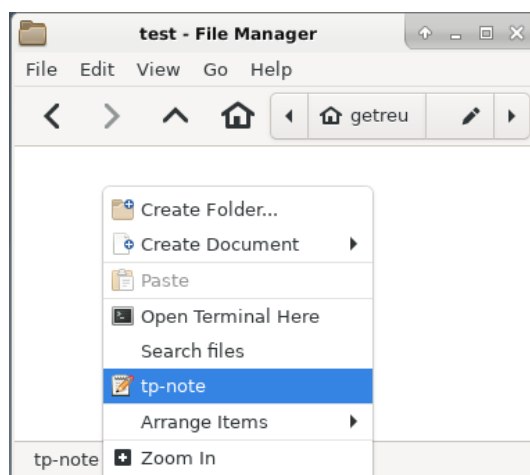 test - File Manager
File Edit View Go Help
getreu
Create Folder...
Create Document
Paste
Open Terminal Here
Search files
tp-note
Arrange Items
tp-note Zoom In